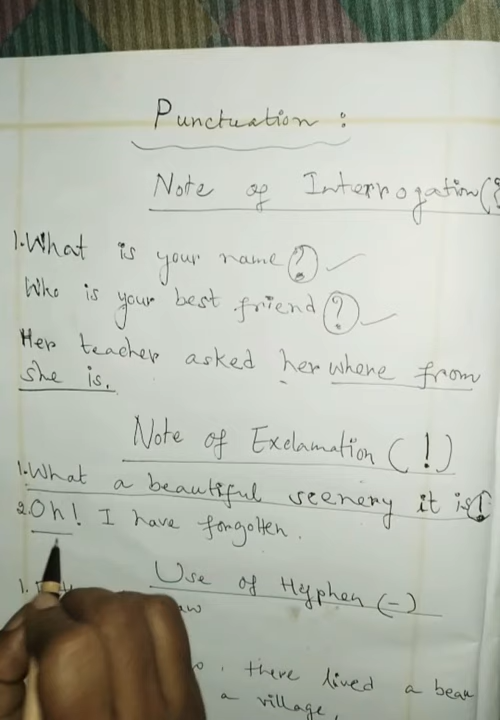 Punctuation :
Note of Interrogation (
1. What is your name ?
Who is your best friend ?
Her teacher asked her where from
she is.
Note of Exclamation ( ! )
1. What a beautiful scenery it is !
2. Oh! I have forgotten.
Use of Hyphen (-)
1.
there lived a
a village,